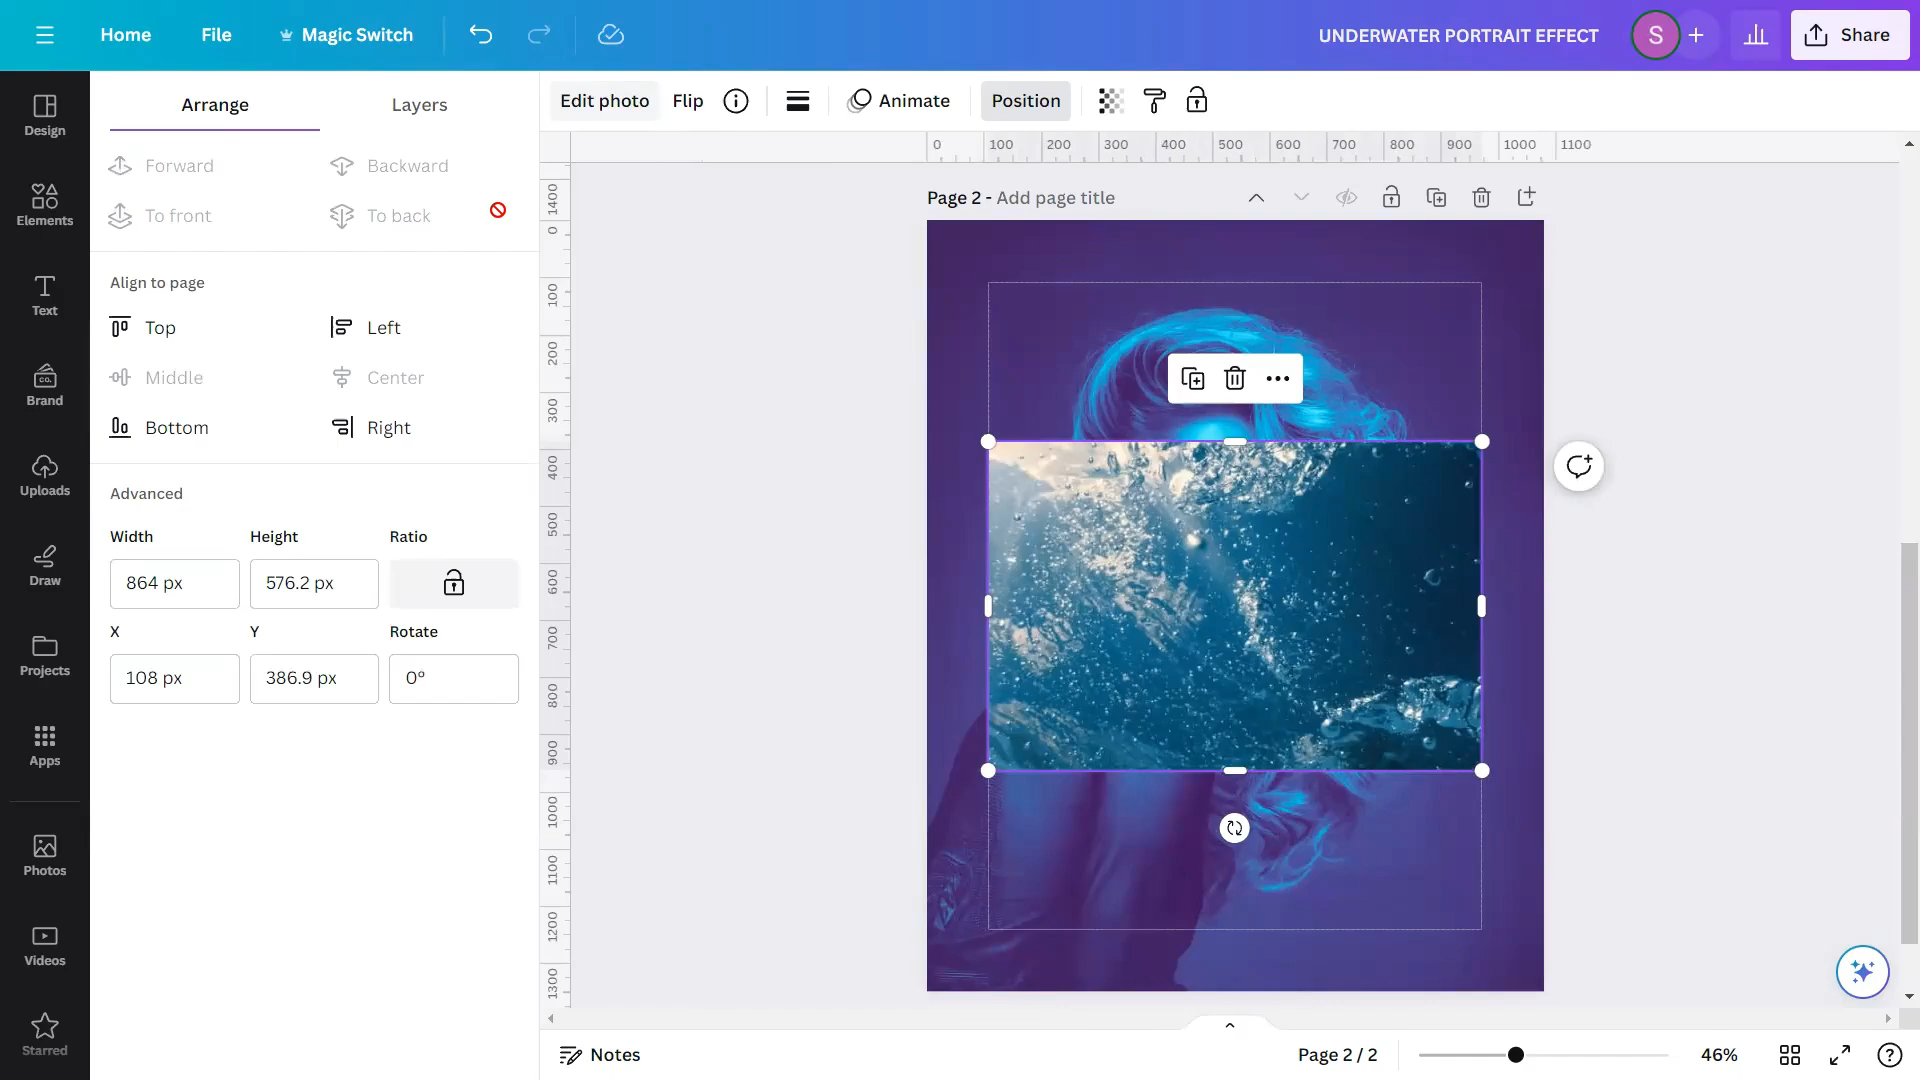 Home File Magic Switch UNDERWATER PORTRAIT EFFECT S Share
Design
Elements
Text
Brand
CO.
Uploads
Draw
Projects
Apps
Photos
Videos
Starred
Arrange Layers
Forward Backward
To front To back
Align to page
Top Left
Middle Center
Bottom Right
Advanced
Width Height Ratio
864 px 576.2 px
X Y Rotate
108 px 386.9 px 0°
Edit photo Flip Animate Position
0 100 200 300 400 500 600 700 800 900 1000 1100
1400
0
100
200
300
400
500
600
700
800
900
1000
1100
1200
1300
Page 2 - Add page title
Notes Page 2 / 2 46%